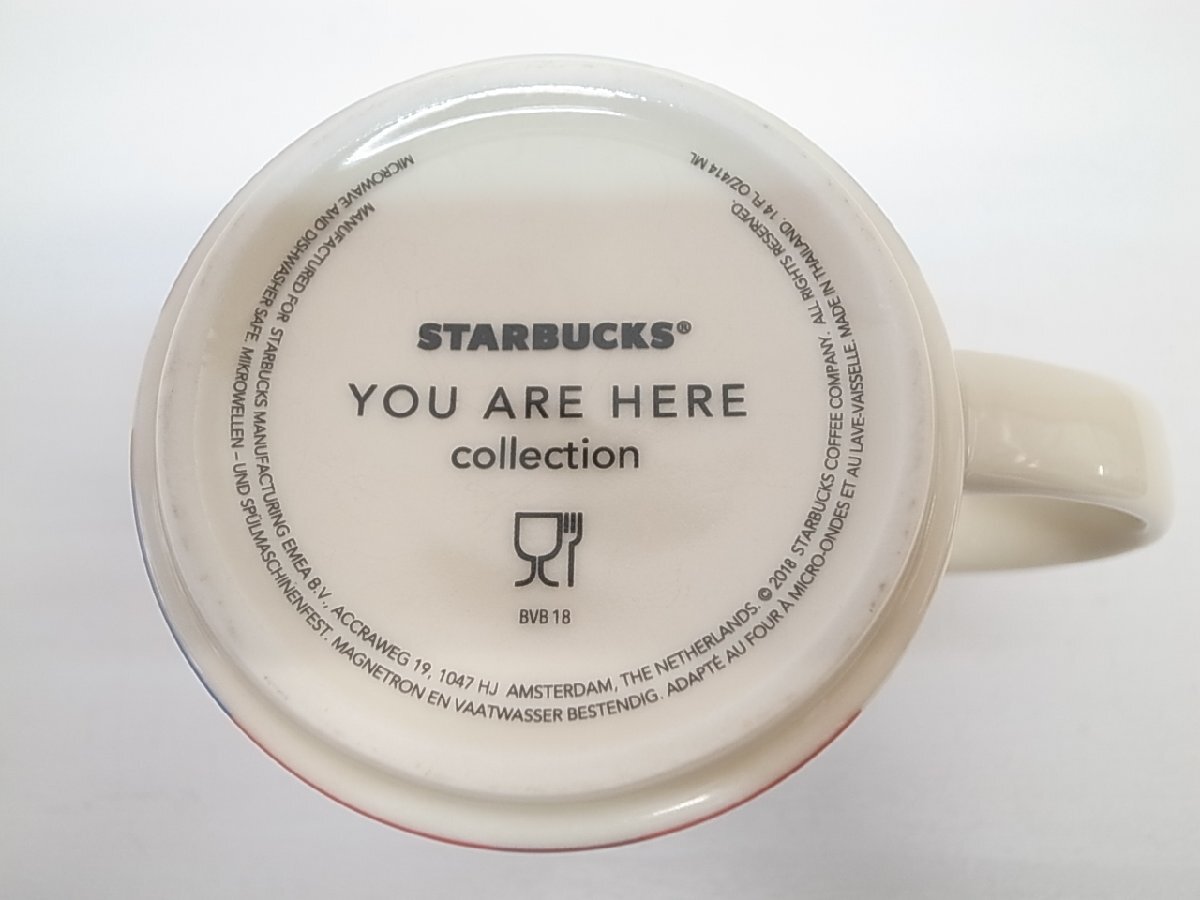 STARBUCKS®
YOU ARE HERE
collection
BVB 18
MANUFACTURED FOR STARBUCKS MANUFACTURING EMEA B.V., ACCRAWEG 19, 1047 HJ AMSTERDAM, THE NETHERLANDS. © 2018 STARBUCKS COFFEE COMPANY. ALL RIGHTS RESERVED.
MICROWAVE AND DISHWASHER SAFE. MIKROWELLEN – UND SPÜLMASCHINENFEST. MAGNETRON EN VAATWASSER BESTENDIG. ADAPTÉ AU FOUR À MICRO-ONDES ET AU LAVE-VAISSELLE. MADE IN THAILAND. 14 FL OZ/414 ML